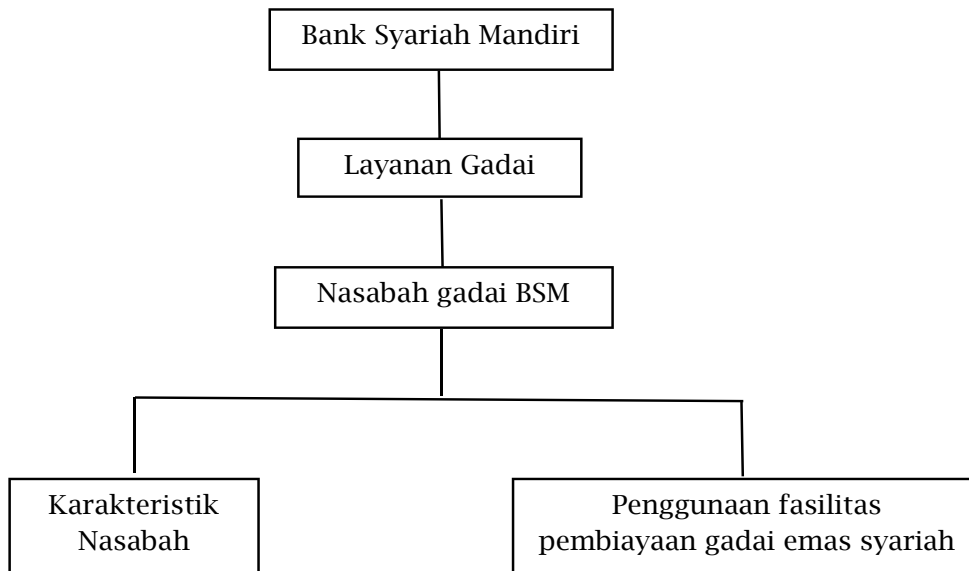 Bank Syariah Mandiri
Layanan Gadai
Nasabah gadai BSM
Karakteristik
Nasabah
Penggunaan fasilitas
pembiayaan gadai emas syariah